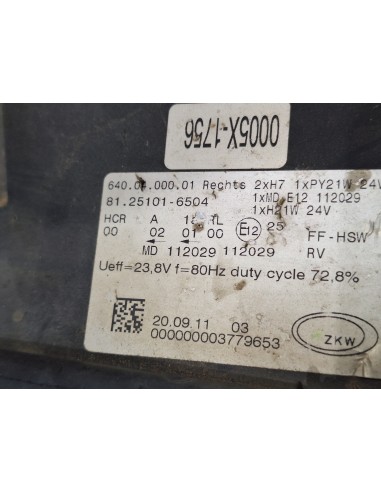 0005X-1756
640.04.000.01 Rechts 2xH7 1xPY21W 24V
81.25101-6504 1xMD E12 112029
1xH21W 24V
HCR A RL
00 02 01 00 E12 25 FF-HSW
MD 112029 112029 RV
Ueff=23,8V f=80Hz duty cycle 72,8%
20.09.11 03
000000003779653
ZKW